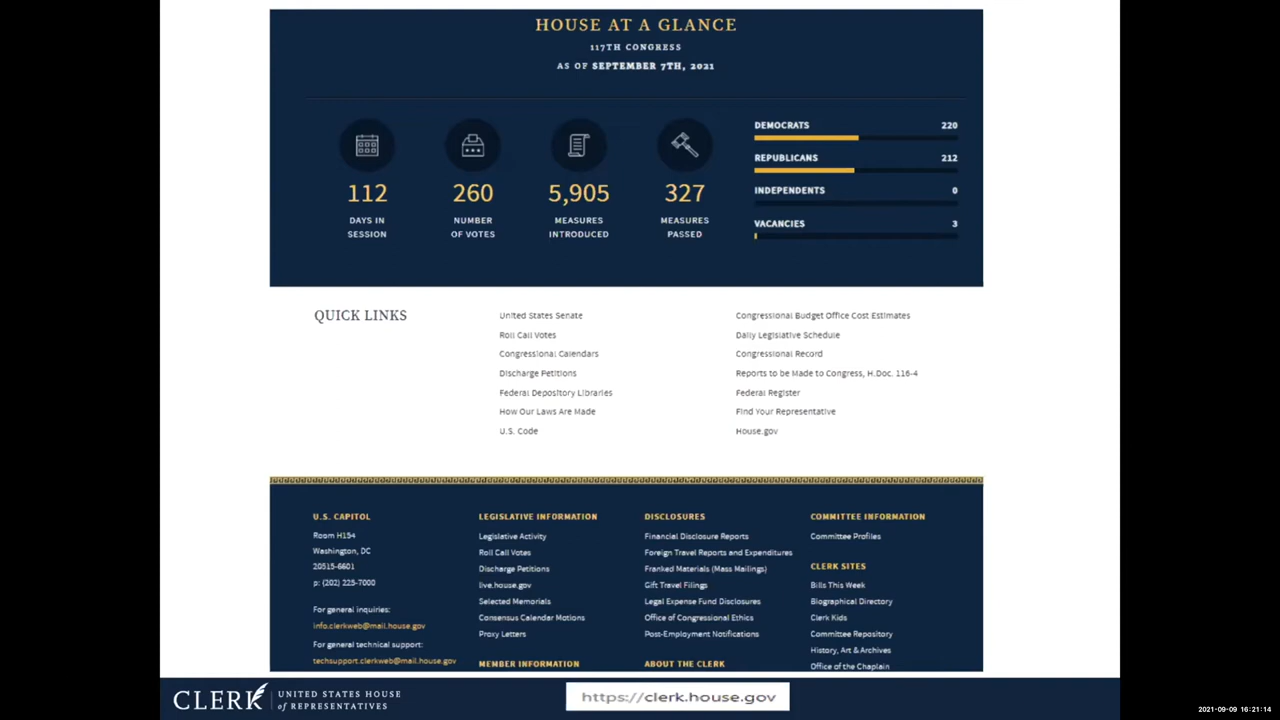 HOUSE AT A GLANCE
117TH CONGRESS
AS OF SEPTEMBER 7TH, 2021
112
DAYS IN
SESSION
260
NUMBER
OF VOTES
5,905
MEASURES
INTRODUCED
327
MEASURES
PASSED
DEMOCRATS 220
REPUBLICANS 212
INDEPENDENTS 0
VACANCIES 3
QUICK LINKS
United States Senate
Roll Call Votes
Congressional Calendars
Discharge Petitions
Federal Depository Libraries
How Our Laws Are Made
U.S. Code
Congressional Budget Office Cost Estimates
Daily Legislative Schedule
Congressional Record
Reports to be Made to Congress, H.Doc. 116-4
Federal Register
Find Your Representative
House.gov
U.S. CAPITOL
Room H154
Washington, DC
20515-6601
p: (202) 225-7000
For general inquiries:
info.clerkweb@mail.house.gov
For general technical support:
techsupport.clerkweb@mail.house.gov
LEGISLATIVE INFORMATION
Legislative Activity
Roll Call Votes
Discharge Petitions
live.house.gov
Selected Memorials
Consensus Calendar Motions
Proxy Letters
MEMBER INFORMATION
DISCLOSURES
Financial Disclosure Reports
Foreign Travel Reports and Expenditures
Franked Materials (Mass Mailings)
Gift Travel Filings
Legal Expense Fund Disclosures
Office of Congressional Ethics
Post-Employment Notifications
ABOUT THE CLERK
COMMITTEE INFORMATION
Committee Profiles
CLERK SITES
Bills This Week
Biographical Directory
Clerk Kids
Committee Repository
History, Art & Archives
Office of the Chaplain
CLERK
UNITED STATES HOUSE
of REPRESENTATIVES
https://clerk.house.gov
2021-09-09 16:21:14